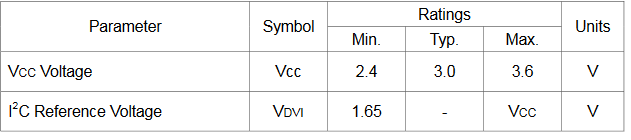 Parameter Symbol Ratings Units
Min. Typ. Max.
VCC Voltage VCC 2.4 3.0 3.6 V
I²C Reference Voltage VDVI 1.65 - VCC V